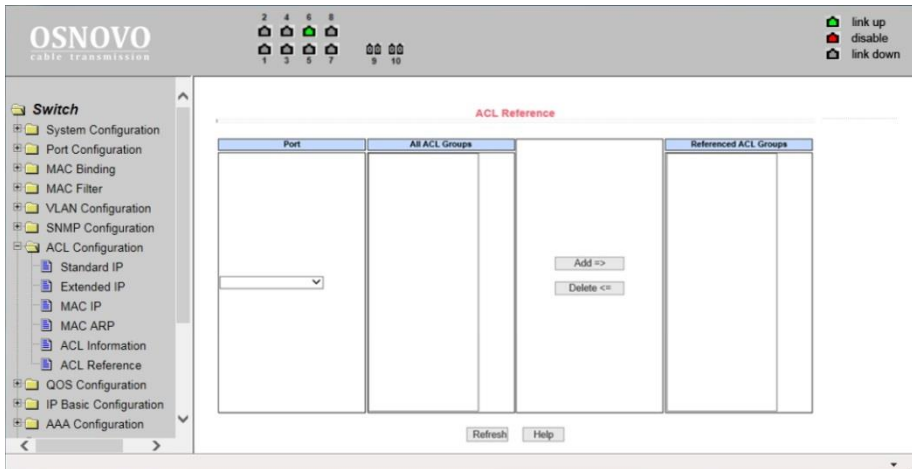 OSNOVO
cable transmission
2 4 6 8
1 3 5 7 9 10
link up
disable
link down
Switch
System Configuration
Port Configuration
MAC Binding
MAC Filter
VLAN Configuration
SNMP Configuration
ACL Configuration
Standard IP
Extended IP
MAC IP
MAC ARP
ACL Information
ACL Reference
QOS Configuration
IP Basic Configuration
AAA Configuration
ACL Reference
Port
All ACL Groups
Add =>
Delete <=
Referenced ACL Groups
Refresh
Help